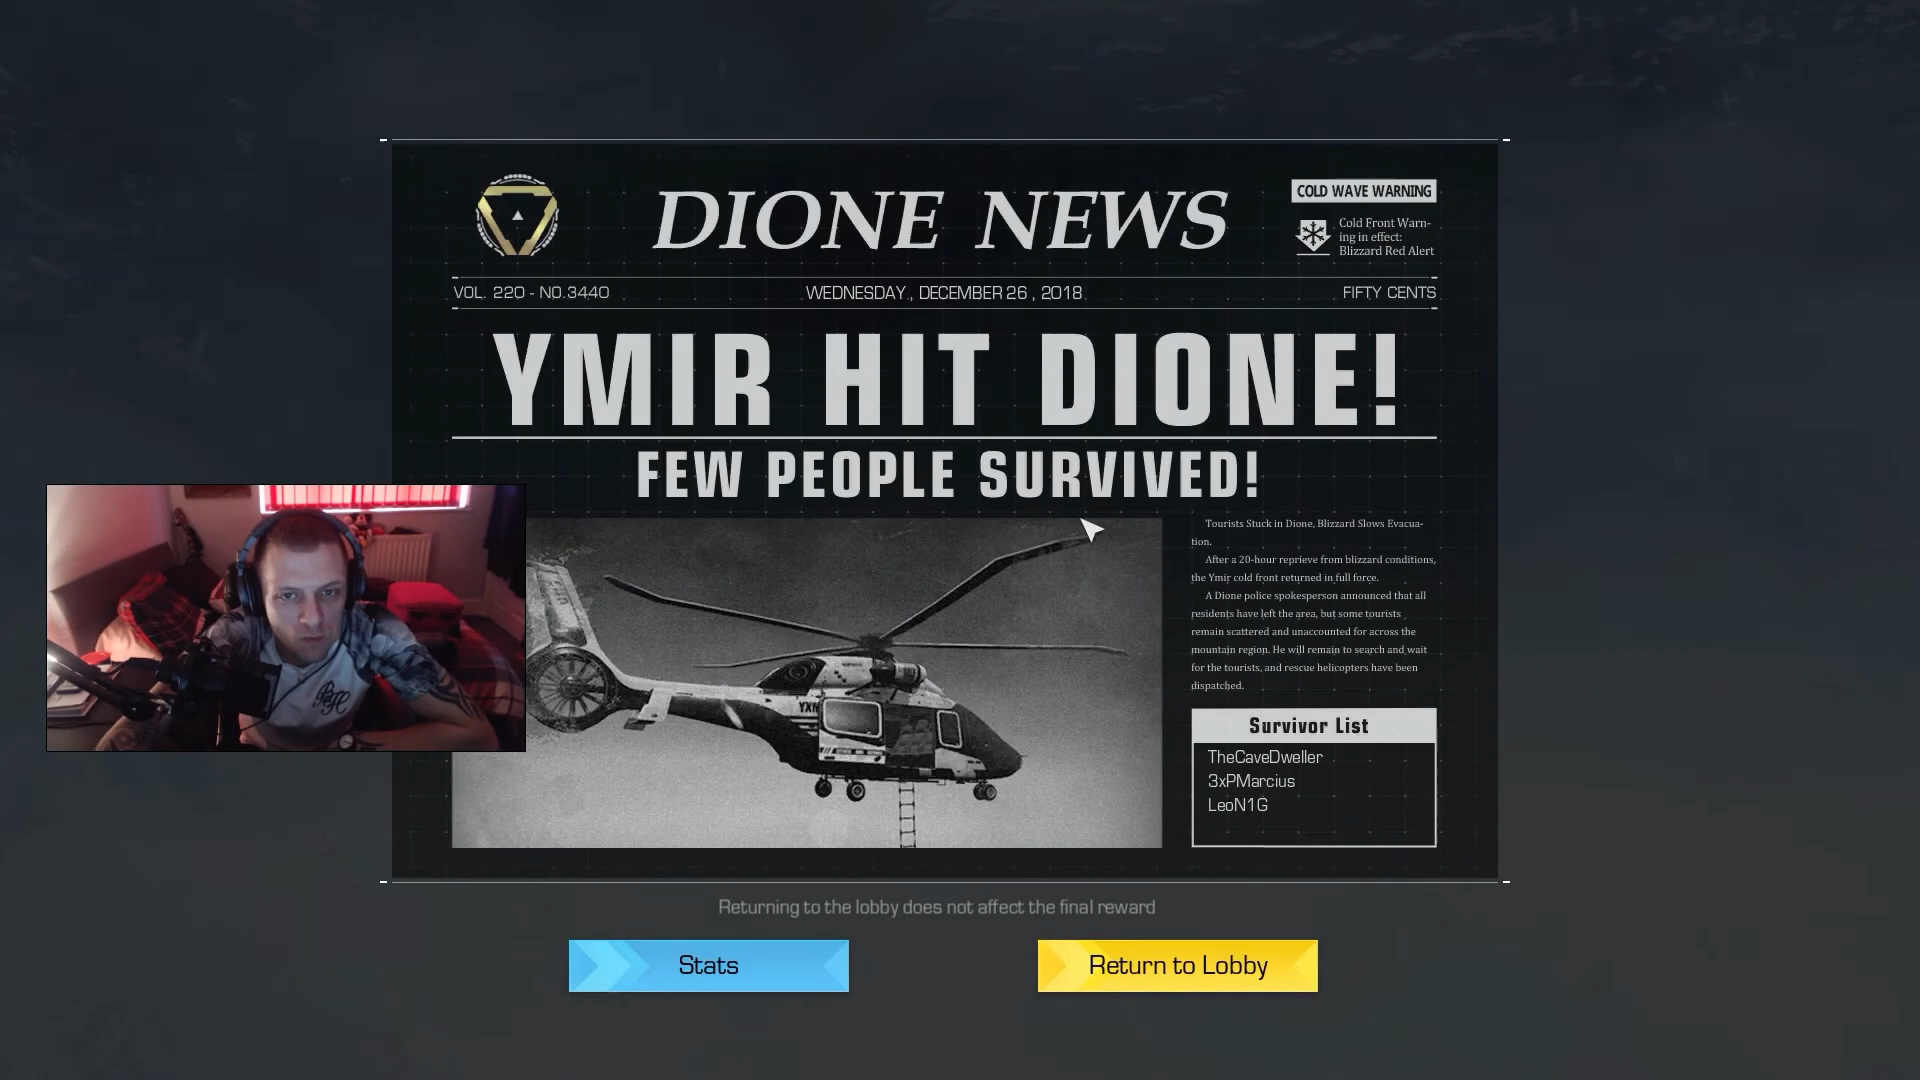 DIONE NEWS
COLD WAVE WARNING
Cold Front Warn-
ing in effect:
Blizzard Red Alert
VOL. 220 - NO.3440
WEDNESDAY , DECEMBER 26 , 2018
FIFTY CENTS
YMIR HIT DIONE!
FEW PEOPLE SURVIVED!
Tourists Stuck in Dione, Blizzard Slows Evacua-
tion.
After a 20-hour reprieve from blizzard conditions,
the Ymir cold front returned in full force.
A Dione police spokesperson announced that all
residents have left the area, but some tourists
remain scattered and unaccounted for across the
mountain region. He will remain to search and wait
for the tourists, and rescue helicopters have been
dispatched.
Survivor List
TheCaveDweller
3xPMarcius
LeoN1G
Returning to the lobby does not affect the final reward
Stats
Return to Lobby